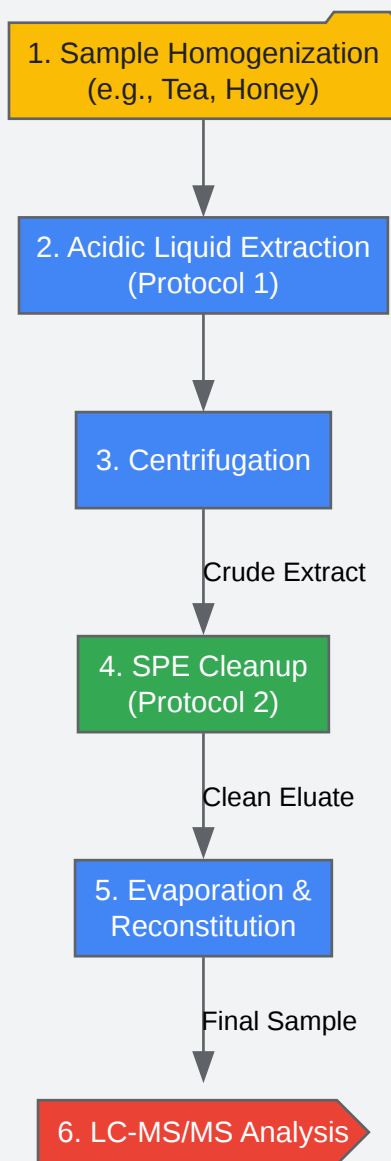 1. Sample Homogenization
(e.g., Tea, Honey)
2. Acidic Liquid Extraction
(Protocol 1)
3. Centrifugation
Crude Extract
4. SPE Cleanup
(Protocol 2)
Clean Eluate
5. Evaporation &
Reconstitution
Final Sample
6. LC-MS/MS Analysis